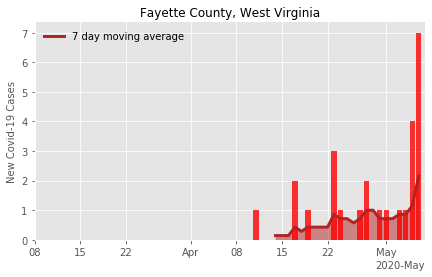 Fayette County, West Virginia
7 day moving average
New Covid-19 Cases
7
6
5
4
3
2
1
0
08 15 22 Apr 08 15 22 May
2020-May